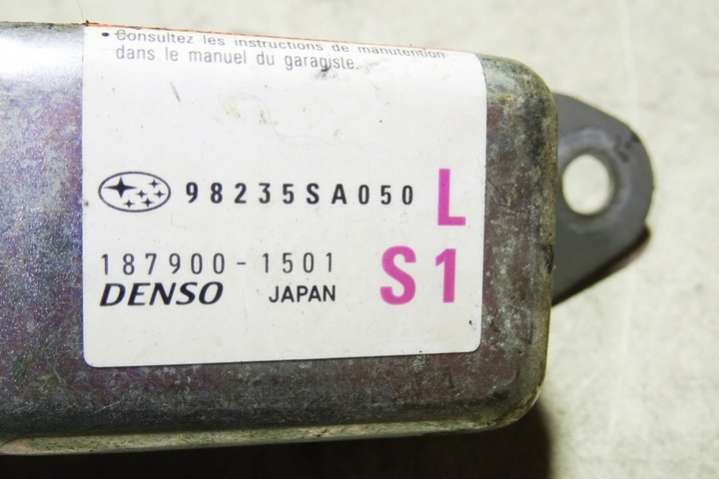 • Consultez les instructions de manutention
dans le manuel du garagiste.
98235SA050 L
187900-1501 S1
DENSO JAPAN